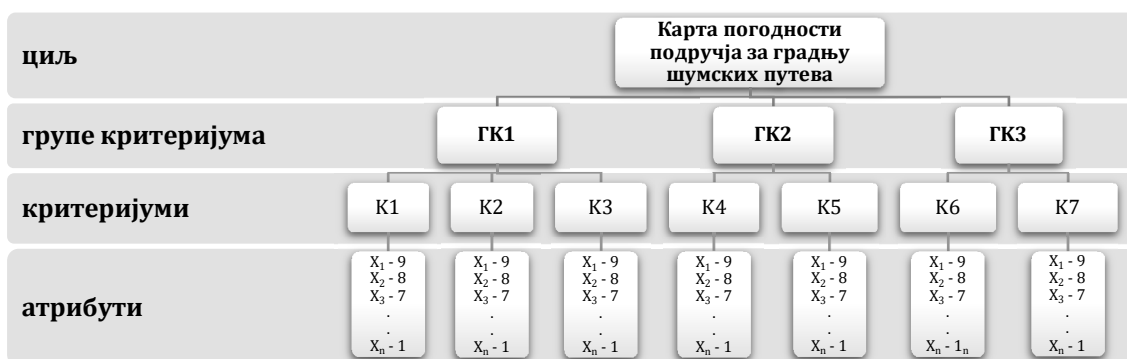 циљ
Карта погодности
подручја за градњу
шумских путева
групе критеријума
ГК1
ГК2
ГК3
критеријуми
К1
К2
К3
К4
К5
К6
К7
атрибути
X₁ - 9
X₂ - 8
X₃ - 7
.
.
Xₙ - 1
X₁ - 9
X₂ - 8
X₃ - 7
.
.
Xₙ - 1
X₁ - 9
X₂ - 8
X₃ - 7
.
.
Xₙ - 1
X₁ - 9
X₂ - 8
X₃ - 7
.
.
Xₙ - 1
X₁ - 9
X₂ - 8
X₃ - 7
.
.
Xₙ - 1
X₁ - 9
X₂ - 8
X₃ - 7
.
.
Xₙ - 1ₙ
X₁ - 9
X₂ - 8
X₃ - 7
.
.
Xₙ - 1